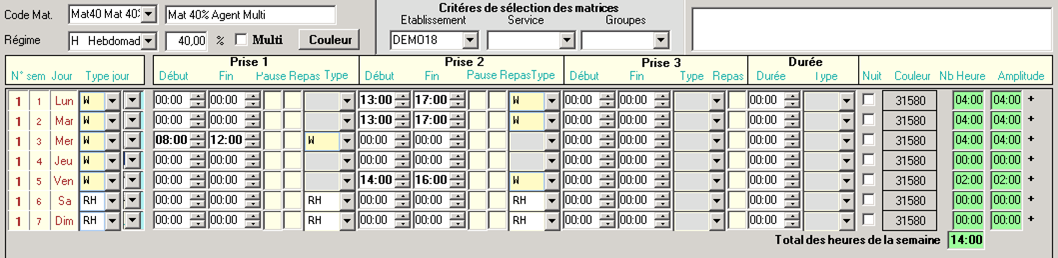 Code Mat. Mat40 Mat 40% Mat 40% Agent Multi
Critéres de sélection des matrices
Etablissement Service Groupes
Régime H Hebdomad 40,00 % Multi Couleur DEMO18
Prise 1 Prise 2 Prise 3 Durée
N° sem Jour Type jour Début Fin Pause Repas Type Début Fin Pause Repas Type Début Fin Type Repas Durée Type Nuit Couleur Nb Heure Amplitude
1 1 Lun W 00:00 00:00 13:00 17:00 W 00:00 00:00 00:00 31580 04:00 04:00 +
1 2 Mar W 00:00 00:00 13:00 17:00 W 00:00 00:00 00:00 31580 04:00 04:00 +
1 3 Mer W 08:00 12:00 W 00:00 00:00 00:00 00:00 00:00 31580 04:00 04:00 +
1 4 Jeu W 00:00 00:00 00:00 00:00 00:00 00:00 00:00 31580 00:00 00:00 +
1 5 Ven W 00:00 00:00 14:00 16:00 W 00:00 00:00 00:00 31580 02:00 02:00 +
1 6 Sa RH 00:00 00:00 RH 00:00 00:00 RH 00:00 00:00 00:00 31580 00:00 00:00 +
1 7 Dim RH 00:00 00:00 RH 00:00 00:00 RH 00:00 00:00 00:00 31580 00:00 00:00 +
Total des heures de la semaine 14:00